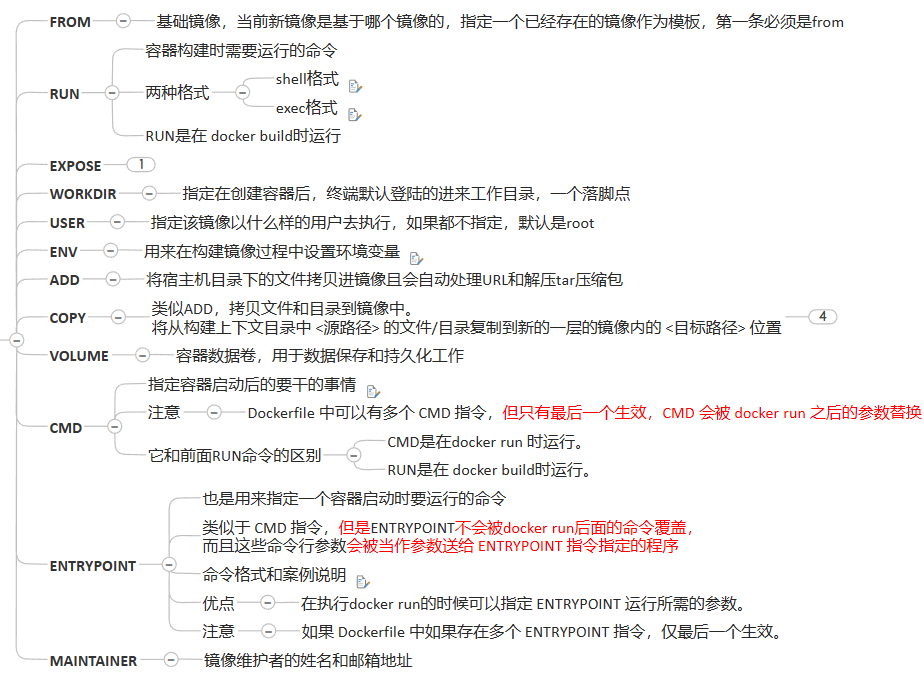 FROM
基础镜像，当前新镜像是基于哪个镜像的，指定一个已经存在的镜像作为模板，第一条必须是from
RUN
容器构建时需要运行的命令
两种格式
shell格式
exec格式
RUN是在 docker build时运行
EXPOSE
1
WORKDIR
指定在创建容器后，终端默认登陆的进来工作目录，一个落脚点
USER
指定该镜像以什么样的用户去执行，如果都不指定，默认是root
ENV
用来在构建镜像过程中设置环境变量
ADD
将宿主机目录下的文件拷贝进镜像且会自动处理URL和解压tar压缩包
COPY
类似ADD，拷贝文件和目录到镜像中。
将从构建上下文目录中 <源路径> 的文件/目录复制到新的一层的镜像内的 <目标路径> 位置
4
VOLUME
容器数据卷，用于数据保存和持久化工作
CMD
指定容器启动后的要干的事情
注意
Dockerfile 中可以有多个 CMD 指令，但只有最后一个生效，CMD 会被 docker run 之后的参数替换
它和前面RUN命令的区别
CMD是在docker run 时运行。
RUN是在 docker build时运行。
ENTRYPOINT
也是用来指定一个容器启动时要运行的命令
类似于 CMD 指令，但是ENTRYPOINT不会被docker run后面的命令覆盖，
而且这些命令行参数会被当作参数送给 ENTRYPOINT 指令指定的程序
命令格式和案例说明
优点
在执行docker run的时候可以指定 ENTRYPOINT 运行所需的参数。
注意
如果 Dockerfile 中如果存在多个 ENTRYPOINT 指令，仅最后一个生效。
MAINTAINER
镜像维护者的姓名和邮箱地址